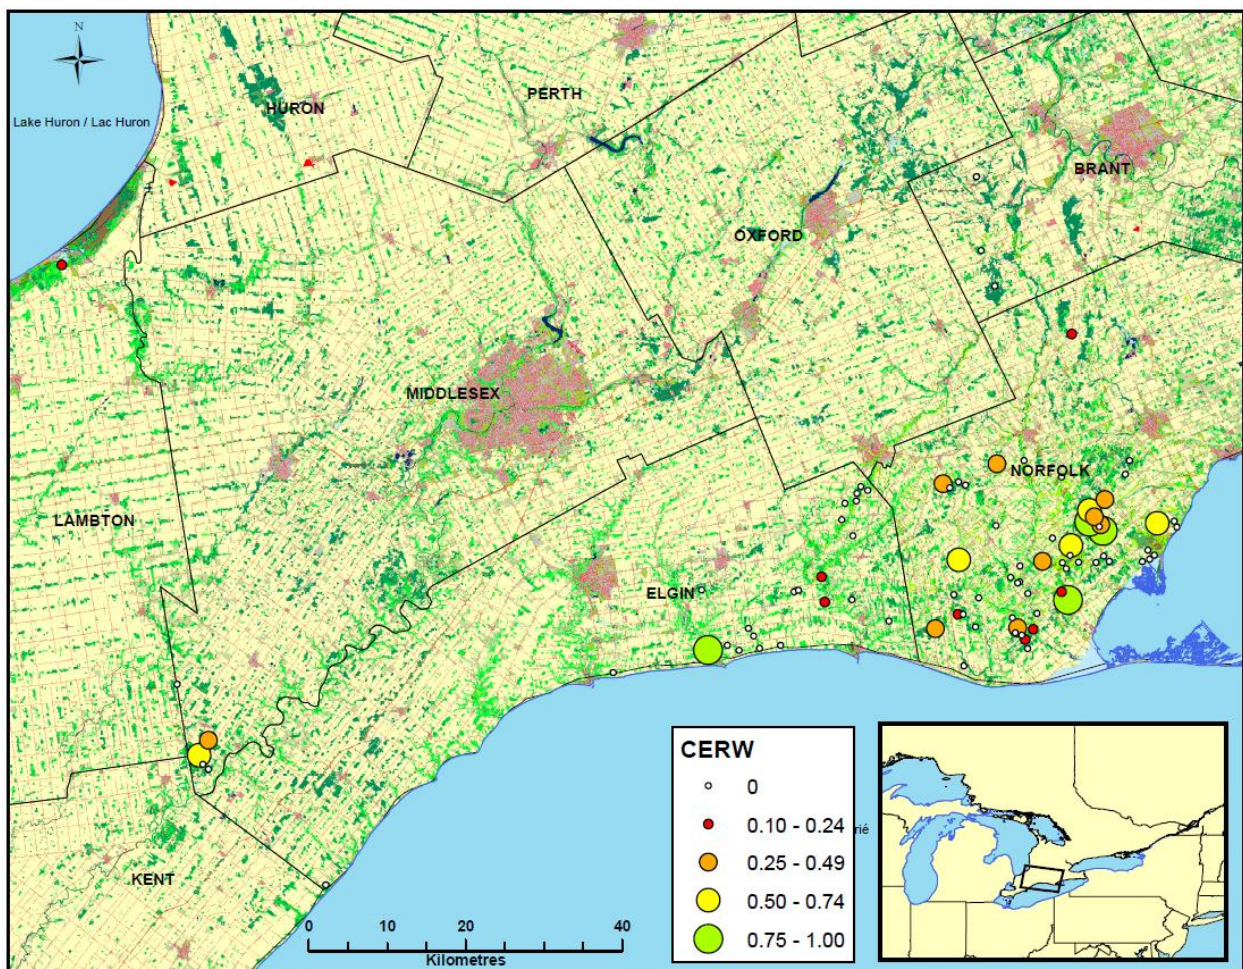 N
Lake Huron / Lac Huron
HURON
PERTH
BRANT
OXFORD
MIDDLESEX
NORFOLK
LAMBTON
ELGIN
KENT
CERW
0
0.10 - 0.24
0.25 - 0.49
0.50 - 0.74
0.75 - 1.00
rié
0 10 20 40
Kilometres